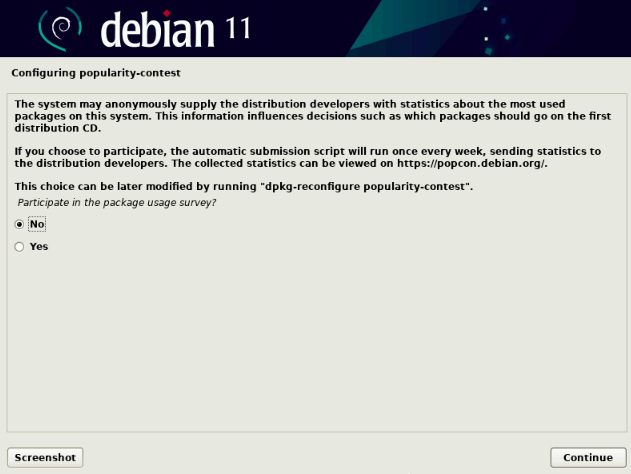 debian 11
Configuring popularity-contest
The system may anonymously supply the distribution developers with statistics about the most used
packages on this system. This information influences decisions such as which packages should go on the first
distribution CD.
If you choose to participate, the automatic submission script will run once every week, sending statistics to
the distribution developers. The collected statistics can be viewed on https://popcon.debian.org/.
This choice can be later modified by running "dpkg-reconfigure popularity-contest".
Participate in the package usage survey?
No
Yes
Screenshot
Continue